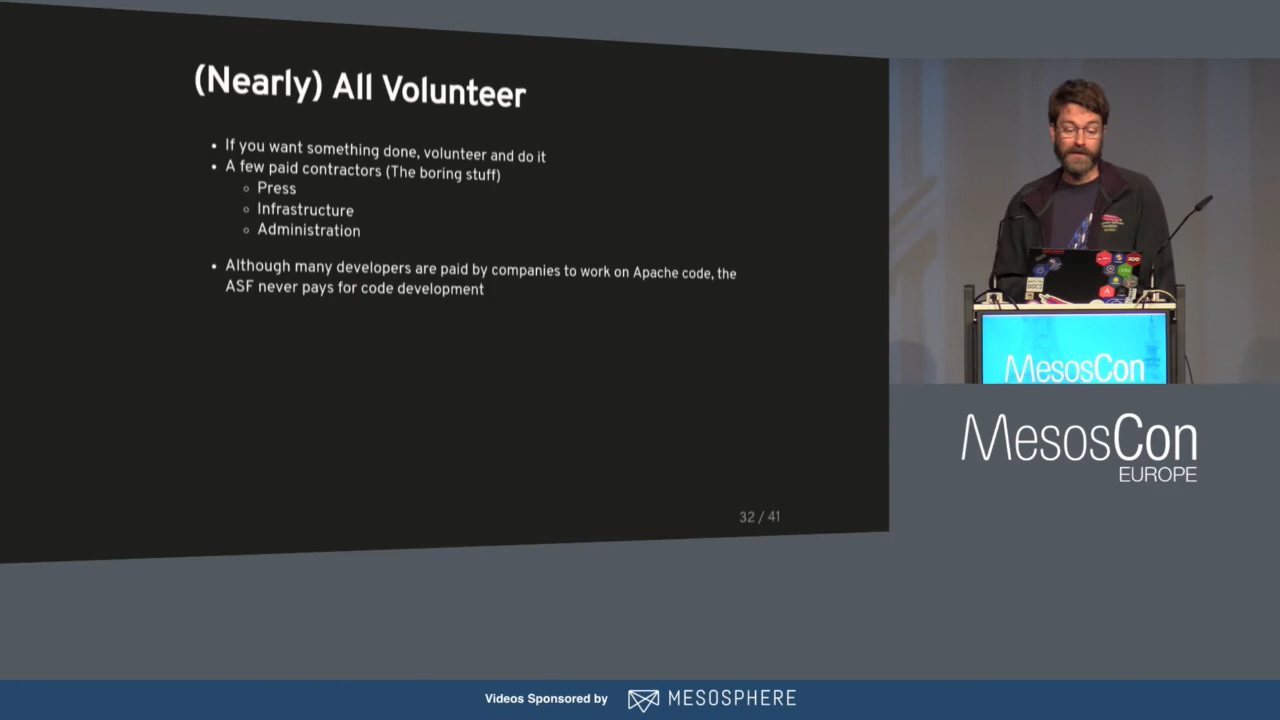 (Nearly) All Volunteer
• If you want something done, volunteer and do it
• A few paid contractors (The boring stuff)
◦ Press
◦ Infrastructure
◦ Administration
• Although many developers are paid by companies to work on Apache code, the
ASF never pays for code development
32 / 41
MesosCon
MesosCon
EUROPE
Videos Sponsored by MESOSPHERE